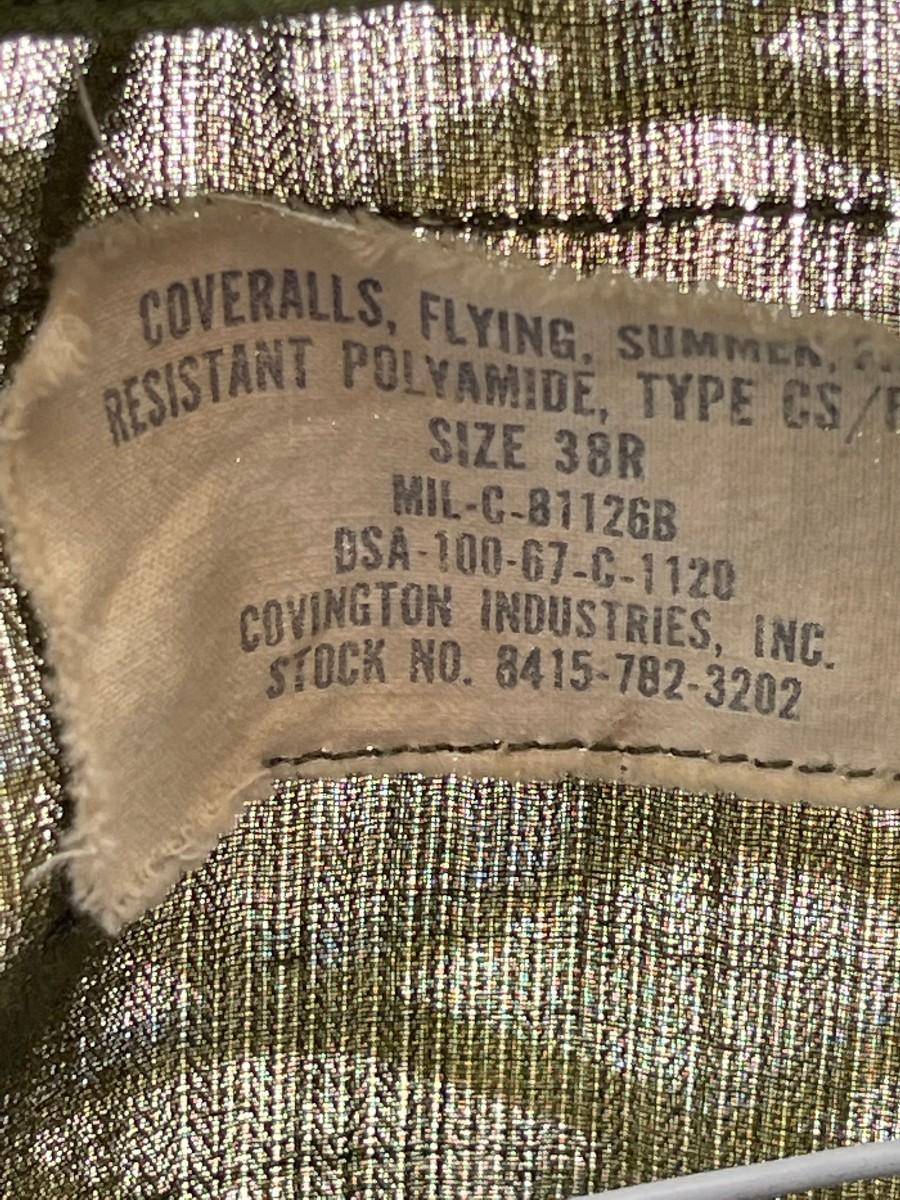 COVERALLS, FLYING, SUMMER,
RESISTANT POLYAMIDE, TYPE CS/
SIZE 38R
MIL-C-81126B
DSA-100-67-C-1120
COVINGTON INDUSTRIES, INC.
STOCK NO. 8415-782-3202